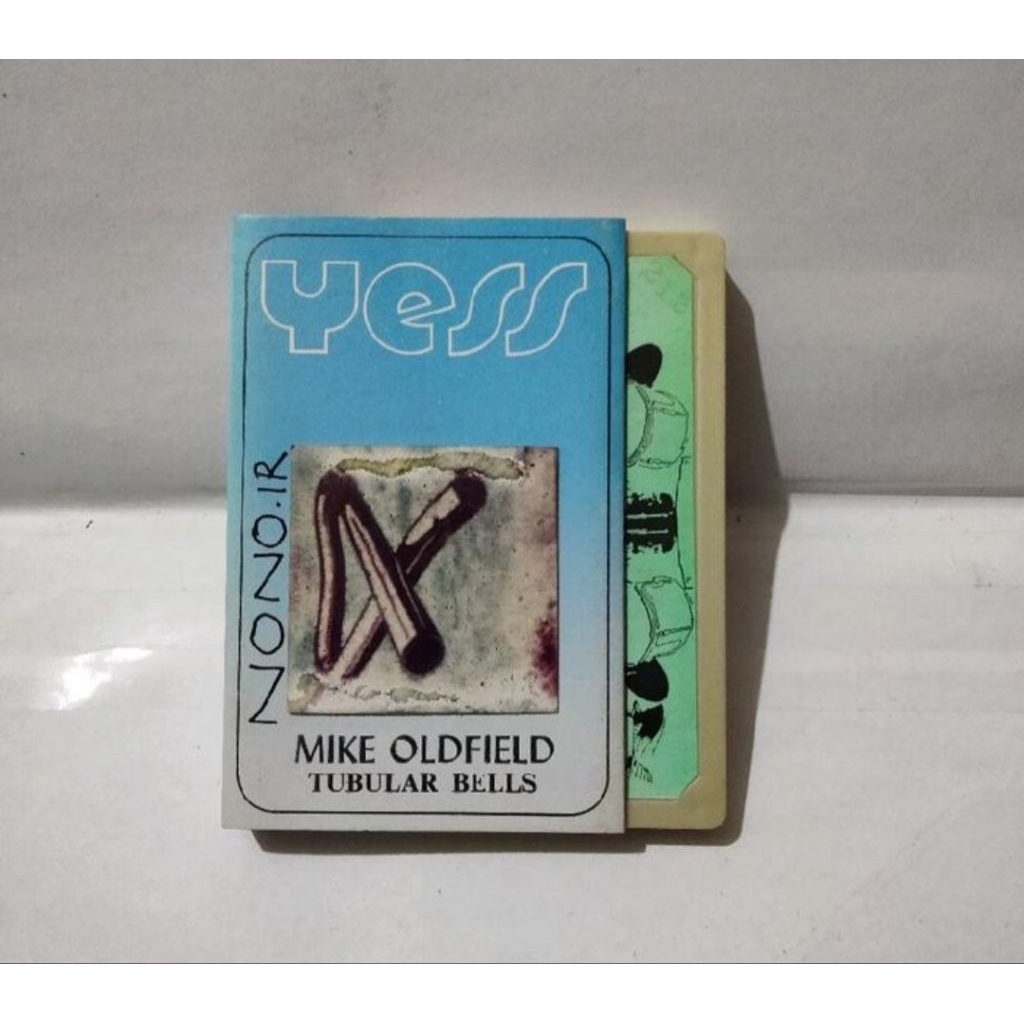 Yess
NONO.IR
MIKE OLDFIELD
TUBULAR BELLS